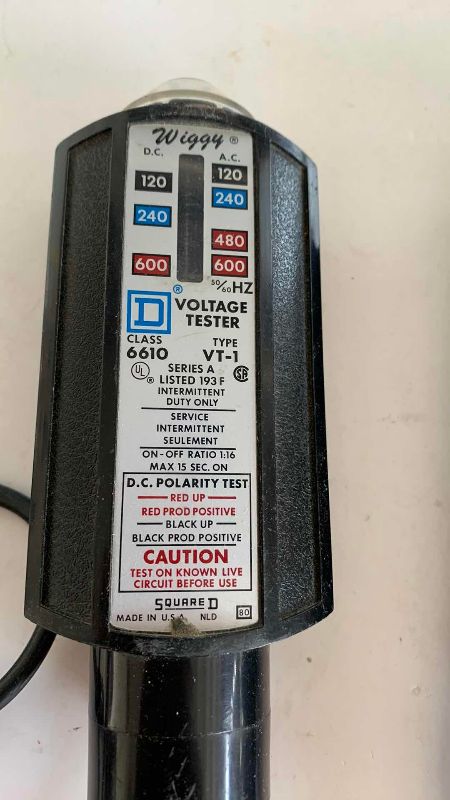 Wiggy ®
D.C. A.C.
120 120
240 240
480
600 600
50/60 HZ
D ® VOLTAGE
TESTER
CLASS TYPE
6610 VT-1
SERIES A
UL ® LISTED 193 F SA
INTERMITTENT
DUTY ONLY
SERVICE
INTERMITTENT
SEULEMENT
ON-OFF RATIO 1:16
MAX 15 SEC. ON
D.C. POLARITY TEST
RED UP
RED PROD POSITIVE
BLACK UP
BLACK PROD POSITIVE
CAUTION
TEST ON KNOWN LIVE
CIRCUIT BEFORE USE
SQUARE D
MADE IN U.S.A. NLD 80